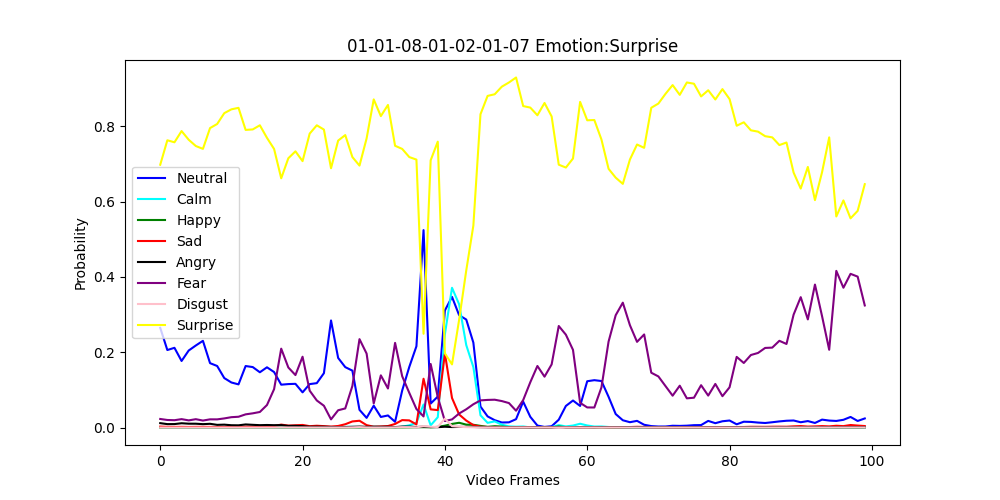 01-01-08-01-02-01-07 Emotion:Surprise
Probability
0.8
0.6
0.4
0.2
0.0
Neutral
Calm
Happy
Sad
Angry
Fear
Disgust
Surprise
0
20
40
60
80
100
Video Frames